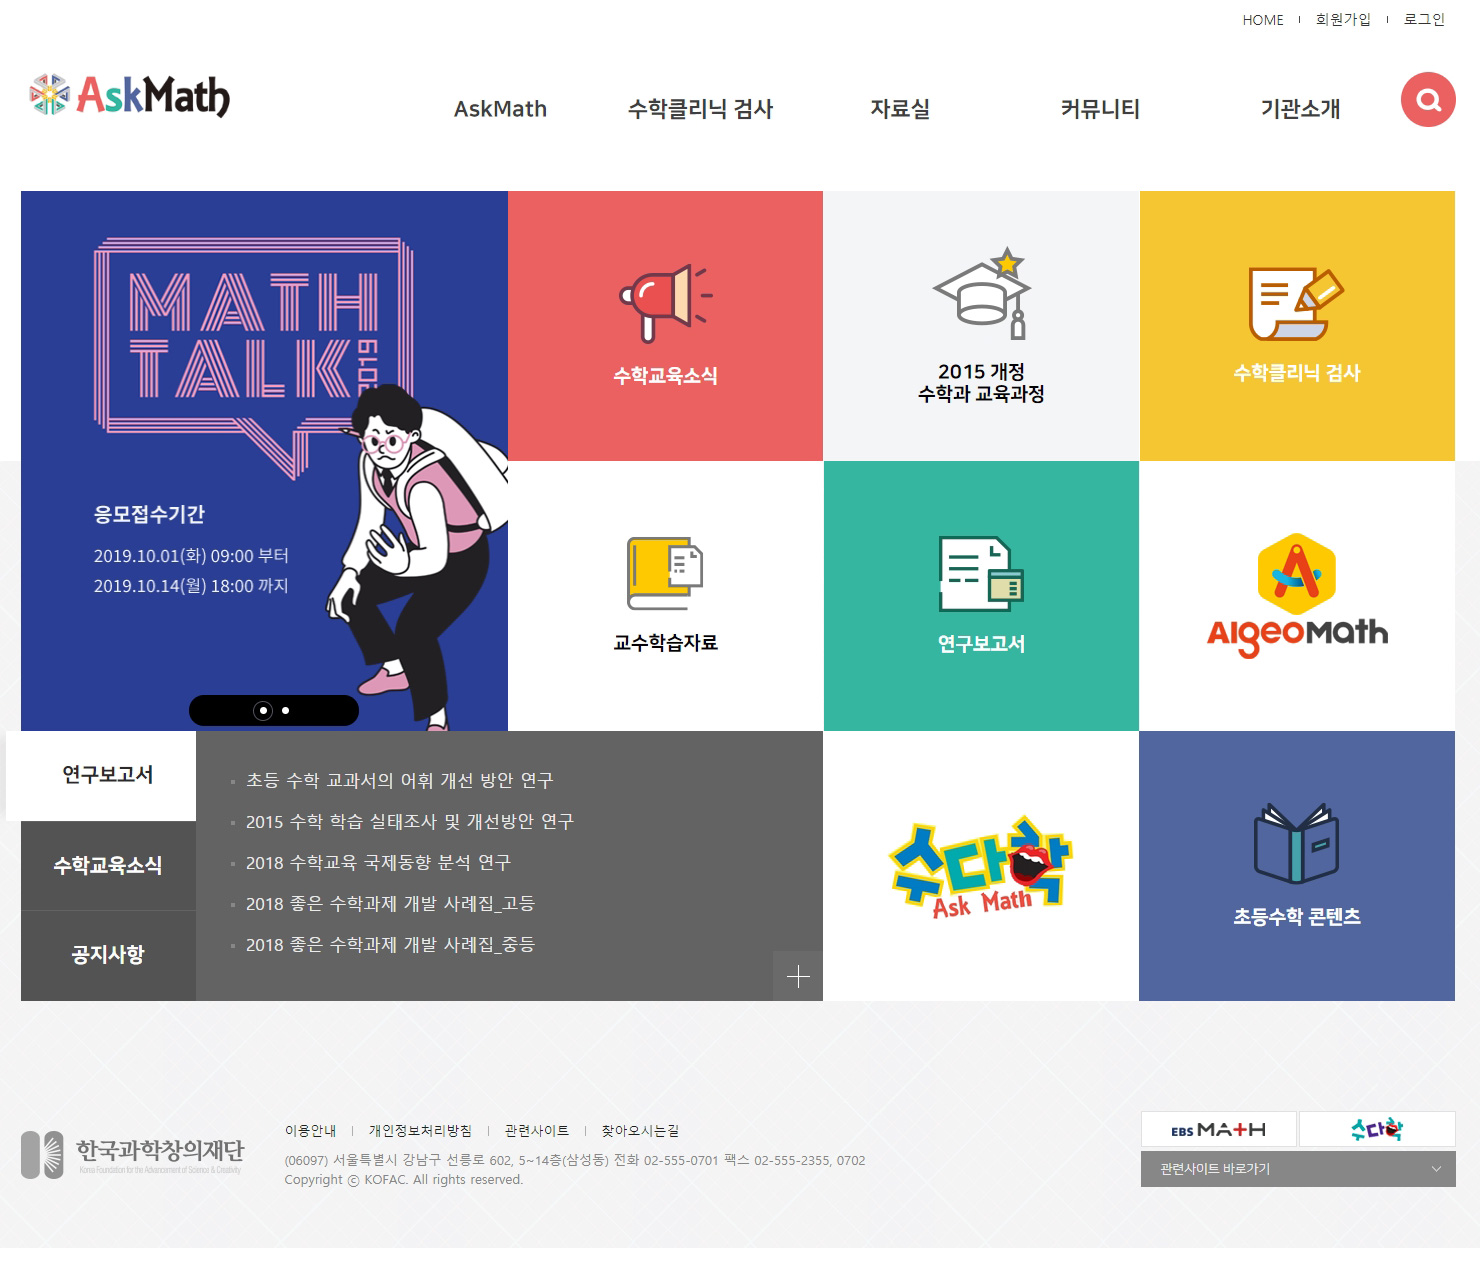 HOME
회원가입
로그인
AskMath
AskMath
수학클리닉 검사
자료실
커뮤니티
기관소개
MATH
TALK
2019
응모접수기간
2019.10.01(화) 09:00 부터
2019.10.14(월) 18:00 까지
수학교육소식
2015 개정
수학과 교육과정
수학클리닉 검사
교수학습자료
연구보고서
AlgeoMath
연구보고서
수학교육소식
공지사항
초등 수학 교과서의 어휘 개선 방안 연구
2015 수학 학습 실태조사 및 개선방안 연구
2018 수학교육 국제동향 분석 연구
2018 좋은 수학과제 개발 사례집_고등
2018 좋은 수학과제 개발 사례집_중등
수다학
Ask Math
초등수학 콘텐츠
한국과학창의재단
Korea Foundation for the Advancement of Science & Creativity
이용안내
개인정보처리방침
관련사이트
찾아오시는길
(06097) 서울특별시 강남구 선릉로 602, 5~14층(삼성동) 전화 02-555-0701 팩스 02-555-2355, 0702
Copyright ⓒ KOFAC. All rights reserved.
EBS MATH
수다학
관련사이트 바로가기